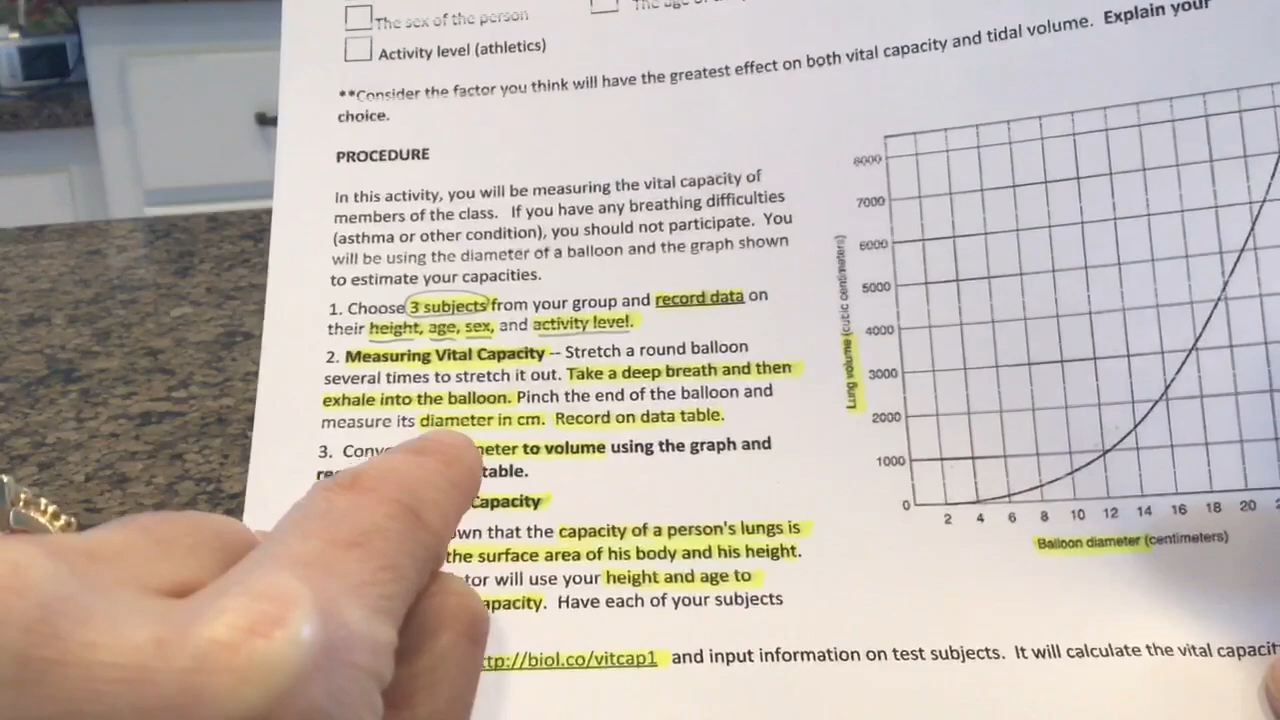 The sex of the person
The age of
Activity level (athletics)
**Consider the factor you think will have the greatest effect on both vital capacity and tidal volume. Explain your
choice.
PROCEDURE
In this activity, you will be measuring the vital capacity of
members of the class. If you have any breathing difficulties
(asthma or other condition), you should not participate. You
will be using the diameter of a balloon and the graph shown
to estimate your capacities.
1. Choose 3 subjects from your group and record data on
their height, age, sex, and activity level.
2. Measuring Vital Capacity -- Stretch a round balloon
several times to stretch it out. Take a deep breath and then
exhale into the balloon. Pinch the end of the balloon and
measure its diameter in cm. Record on data table.
3. to volume using the graph and
table.
Capacity
that the capacity of a person's lungs is
the surface area of his body and his height.
will use your height and age to
Have each of your subjects
and input information on test subjects. It will calculate the vital
Lung volume (cubic centimeters)
8000
7000
6000
5000
4000
3000
2000
1000
0
2 4 6 8 10 12 14 16 18 20
Balloon diameter (centimeters)